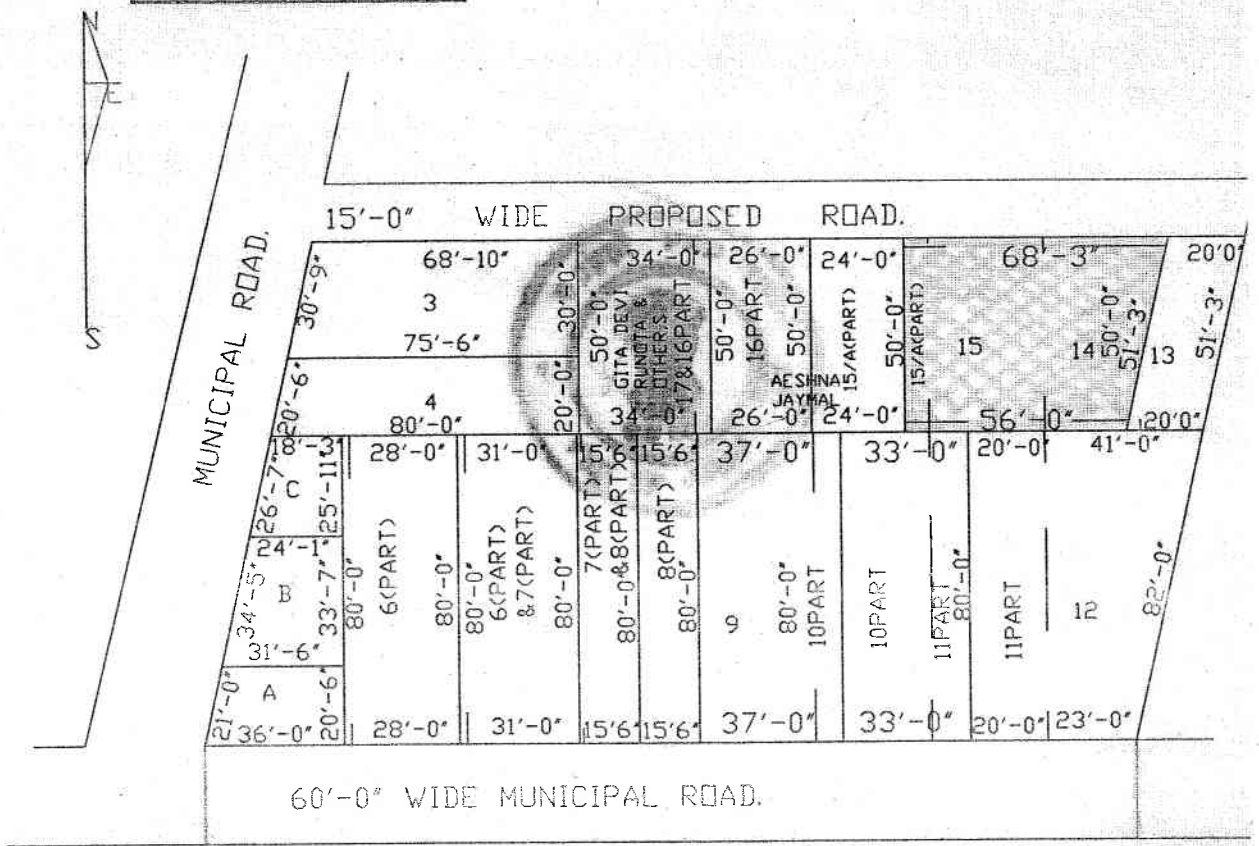 N
E
S
MUNICIPAL ROAD.
15'-0" WIDE PROPOSED ROAD.
68'-10"
34'-0"
26'-0"
24'-0"
68'-3"
20'0"
30'-9"
3
75'-6"
30'-0"
50'-0"
GITA DEVI
RUNGTA &
OTHERS.S
17&16PART
50'-0"
16PART
50'-0"
15/A(PART)
50'-0"
15/A(PART)
15
14
50'-0"
51'-3"
13
51'-3"
AESHNA
JAYMAL
20'-6"
4
80'-0"
20'-0"
34'-0"
26'-0"
24'-0"
56'-0"
20'0"
18'-3"
28'-0"
31'-0"
15'6"
15'6"
37'-0"
33'-0"
20'-0"
41'-0"
26'-7"
C
25'-11"
24'-1"
34'-5"
B
33'-7"
31'-6"
21'-0"
A
20'-6"
36'-0"
80'-0"
6(PART)
80'-0"
80'-0"
6(PART)
&7(PART)
80'-0"
7(PART)
80'-0"&8(PART)
8(PART)
80'-0"
9
80'-0"
10PART
10PART
11PART
80'-0"
11PART
12
82'-0"
28'-0"
31'-0"
15'6"
15'6"
37'-0"
33'-0"
20'-0"
23'-0"
60'-0" WIDE MUNICIPAL ROAD.